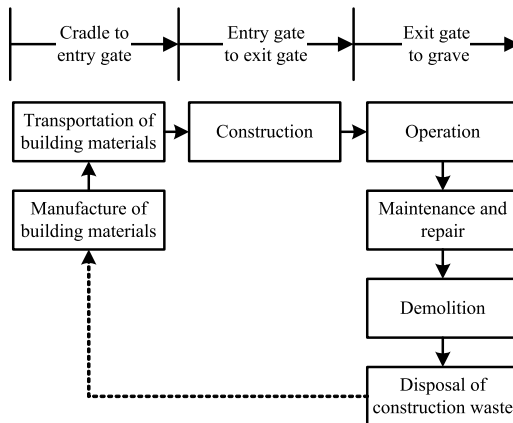 Cradle to
entry gate
Entry gate
to exit gate
Exit gate
to grave
Transportation of
building materials
Construction
Operation
Manufacture of
building materials
Maintenance and
repair
Demolition
Disposal of
construction waste